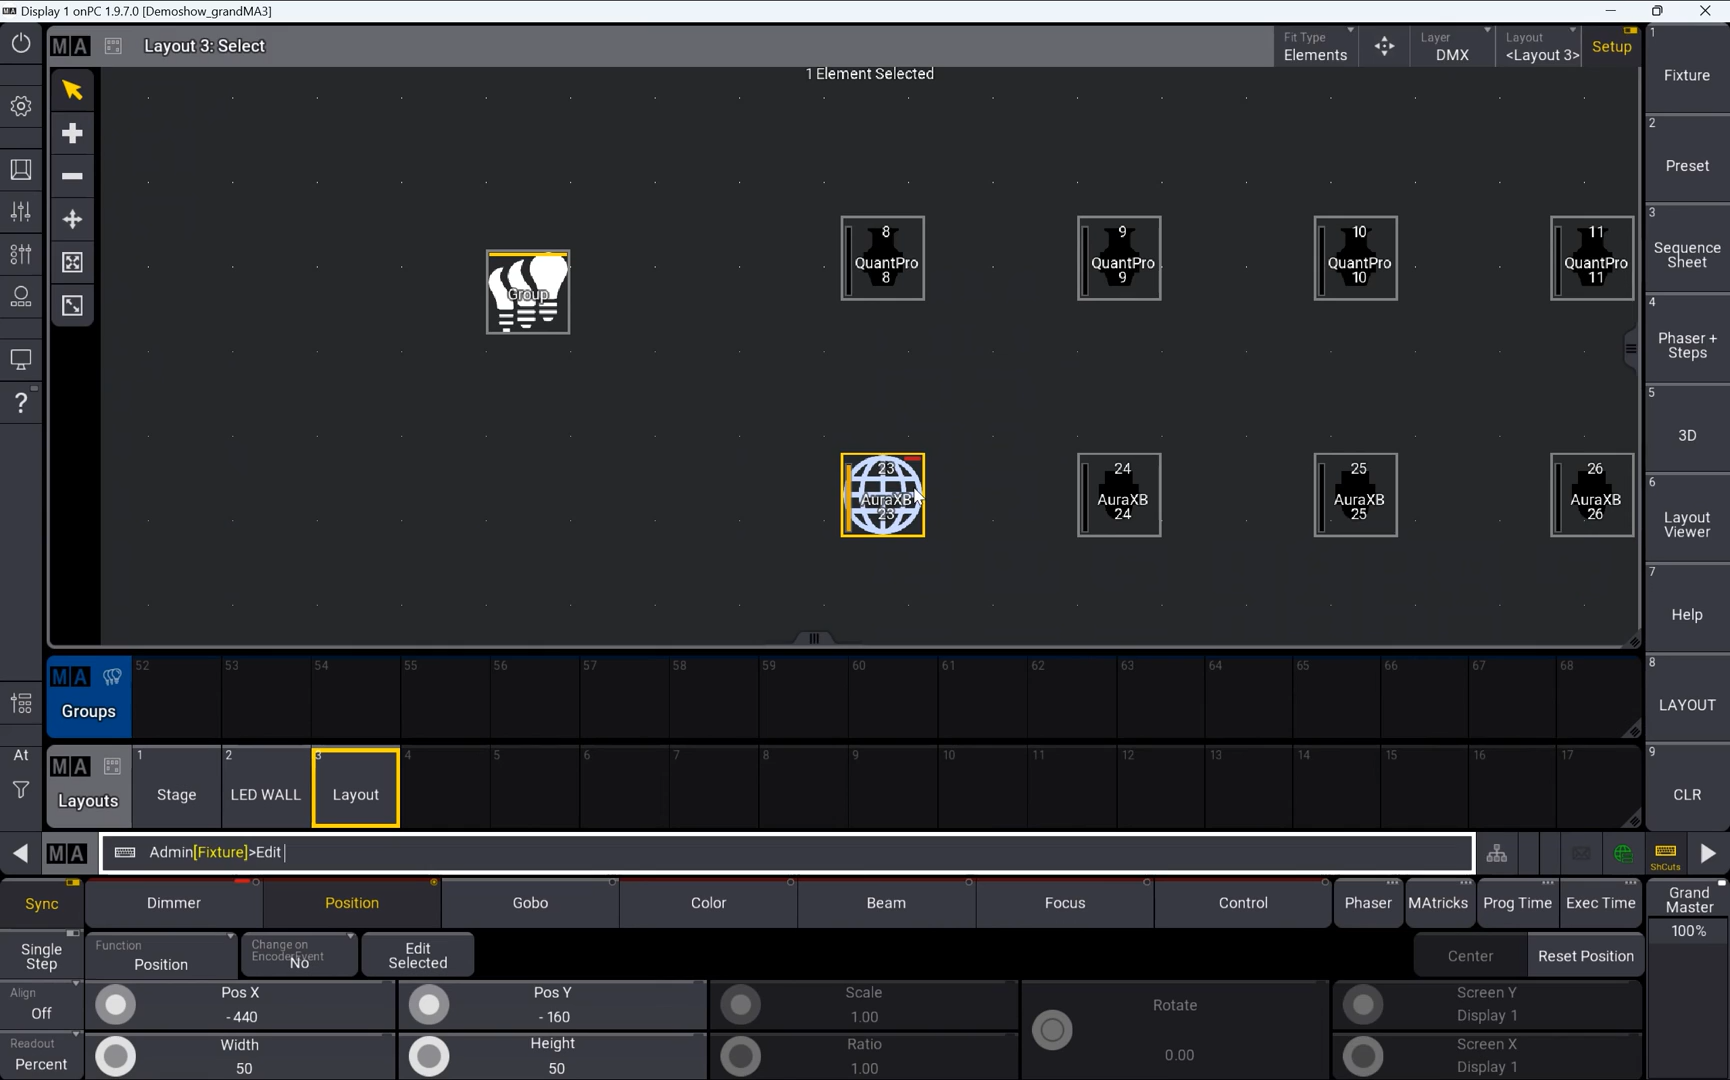 Display 1 onPC 1.9.7.0 [Demoshow_grandMA3]
MA Layout 3: Select
Fit Type
Elements
Layer
DMX
Layout
<Layout 3>
Setup
1 Element Selected
Group
8
QuantPro
8
9
QuantPro
9
10
QuantPro
10
11
QuantPro
11
23
AuraXB
23
24
AuraXB
24
25
AuraXB
25
26
AuraXB
26
1
Fixture
2
Preset
3
Sequence
Sheet
4
Phaser +
Steps
5
3D
6
Layout
Viewer
7
Help
8
LAYOUT
9
CLR
?
MA
Groups
52 53 54 55 56 57 58 59 60 61 62 63 64 65 66 67 68
MA
Layouts
1
Stage
2
LED WALL
3
Layout
4 5 6 7 8 9 10 11 12 13 14 15 16 17
At
MA
Admin[Fixture]>Edit
ShCuts
Sync
Dimmer
Position
Gobo
Color
Beam
Focus
Control
Phaser
MAtricks
Prog Time
Exec Time
Grand
Master
100%
Single
Step
Function
Position
Change on
EncoderEvent
No
Edit
Selected
Center
Reset Position
Align
Off
Pos X
-440
Pos Y
-160
Scale
1.00
Rotate
0.00
Screen Y
Display 1
Readout
Percent
Width
50
Height
50
Ratio
1.00
Screen X
Display 1